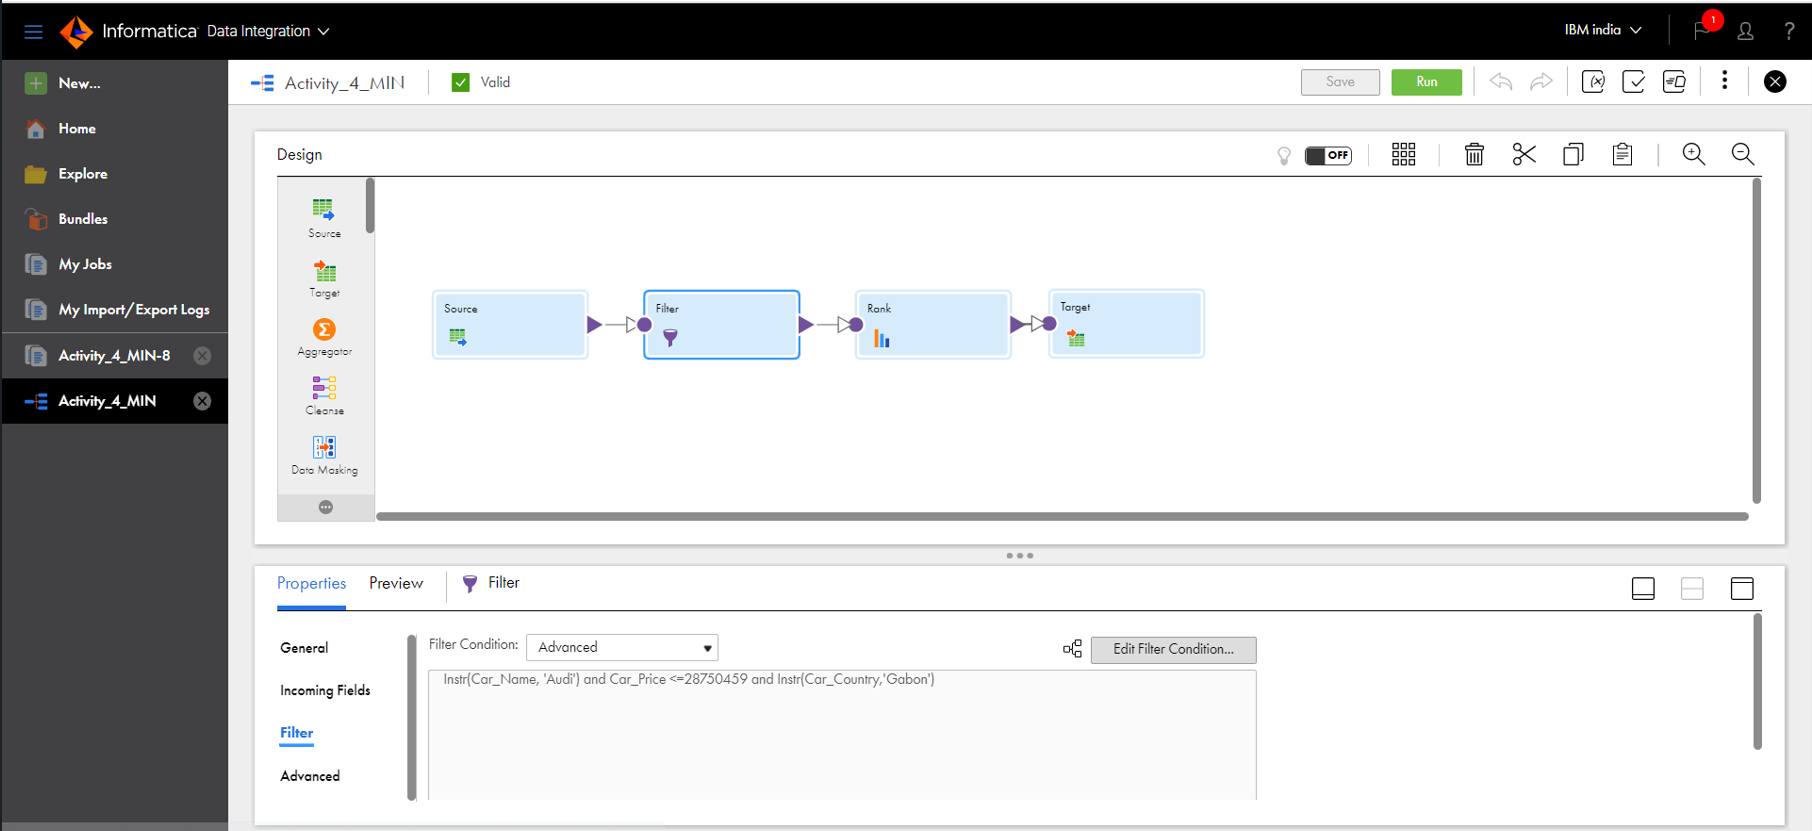 Informatica Data Integration
IBM india
1
?
New...
Home
Explore
Bundles
My Jobs
My Import/Export Logs
Activity_4_MIN-8
Activity_4_MIN
Activity_4_MIN
Valid
Save
Run
Design
OFF
Source
Target
Aggregator
Cleanse
Data Masking
Source
Filter
Rank
Target
Properties
Preview
Filter
General
Incoming Fields
Filter
Advanced
Filter Condition:
Advanced
Edit Filter Condition...
Instr(Car_Name, 'Audi') and Car_Price <=28750459 and Instr(Car_Country,'Gabon')